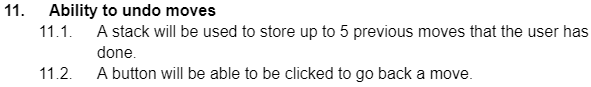 11. Ability to undo moves
11.1. A stack will be used to store up to 5 previous moves that the user has
done.
11.2. A button will be able to be clicked to go back a move.